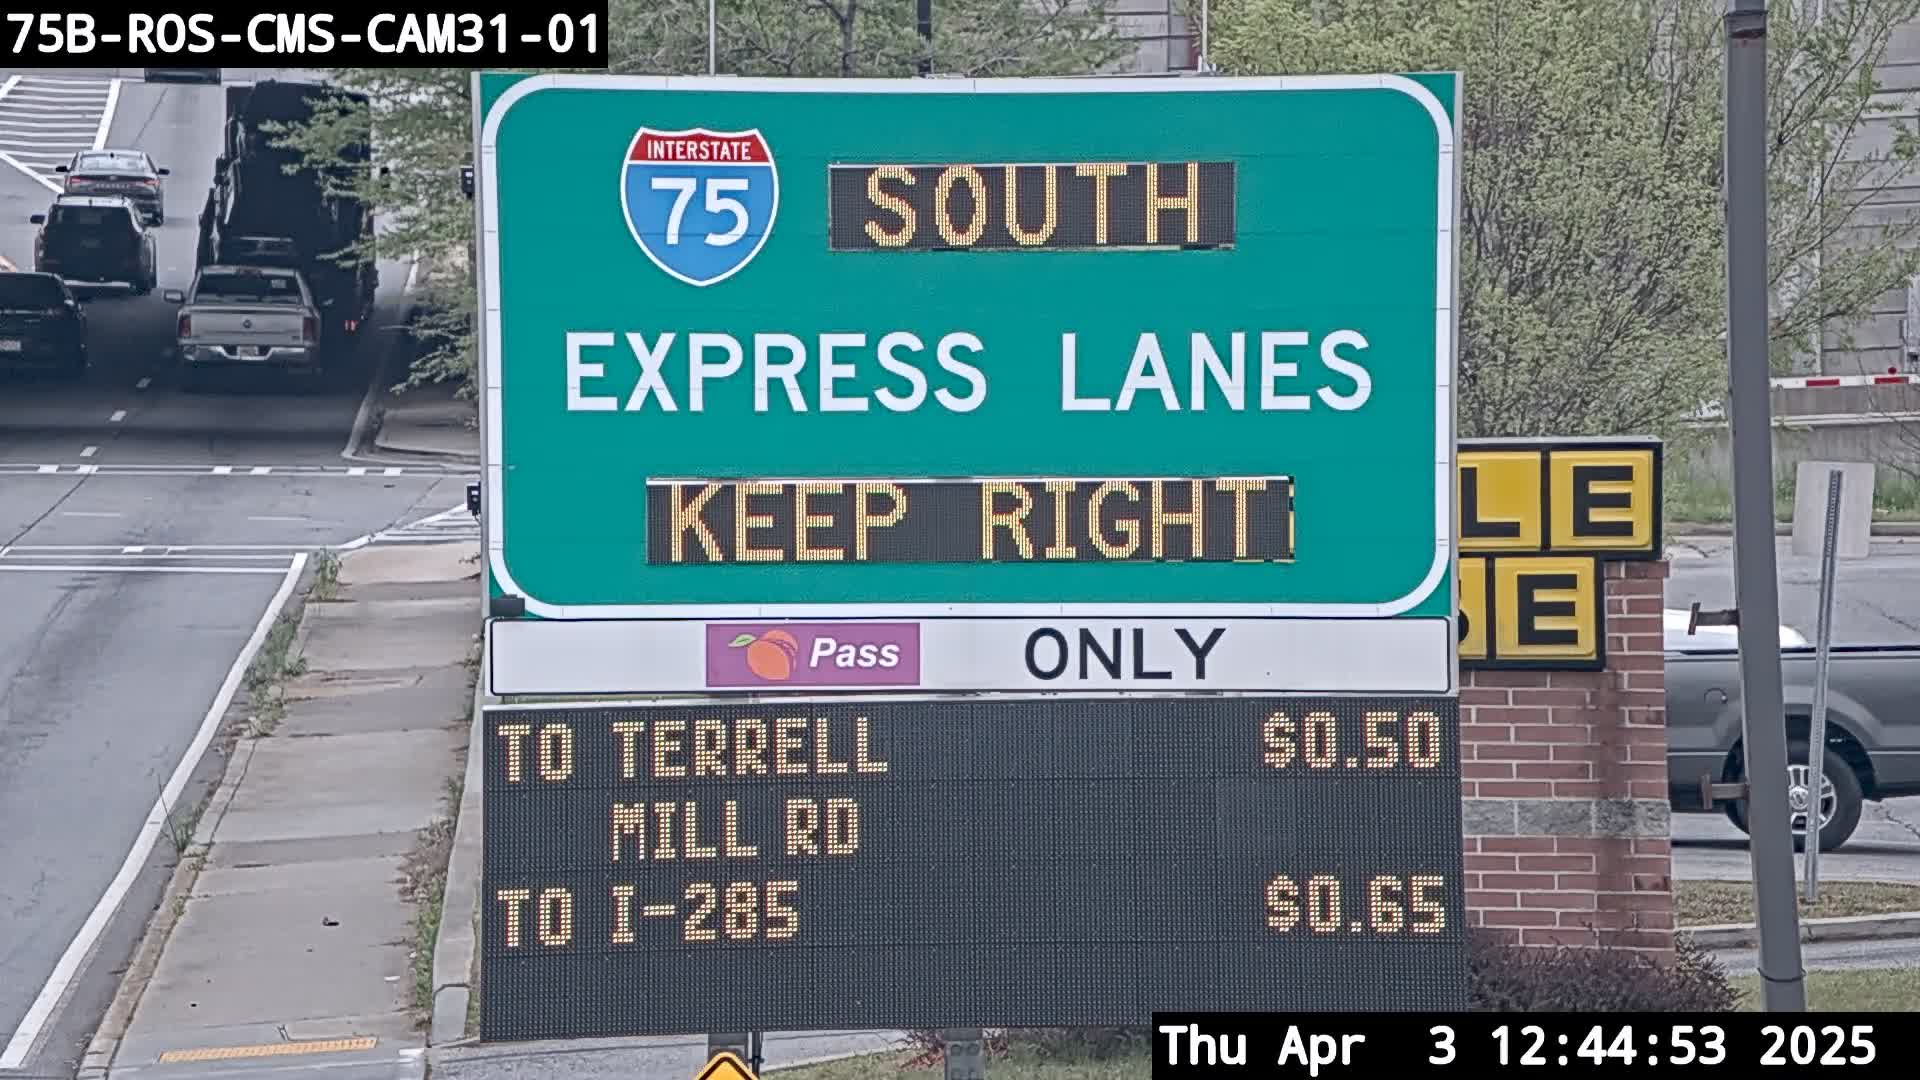 75B-ROS-CMS-CAM31-01
INTERSTATE
75
SOUTH
EXPRESS LANES
KEEP RIGHT
Pass ONLY
TO TERRELL $0.50
MILL RD
TO I-285 $0.65
LE
E
Thu Apr 3 12:44:53 2025